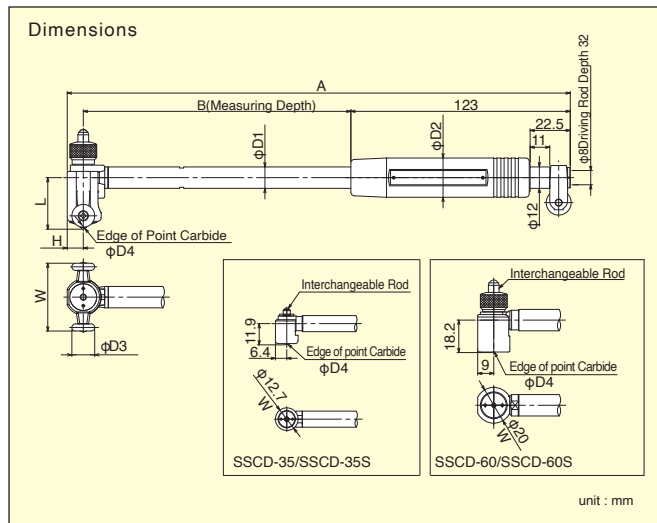 Dimensions
A
B(Measuring Depth)
123
22.5
11
φ8Driving Rod Depth 32
φD1
φD2
φ12
L
H
Edge of Point Carbide
φD4
W
φD3
Interchangeable Rod
11.9
6.4
Edge of point Carbide
φD4
φ12.7
W
SSCD-35/SSCD-35S
Interchangeable Rod
18.2
9
Edge of point Carbide
φD4
φ20
W
SSCD-60/SSCD-60S
unit : mm